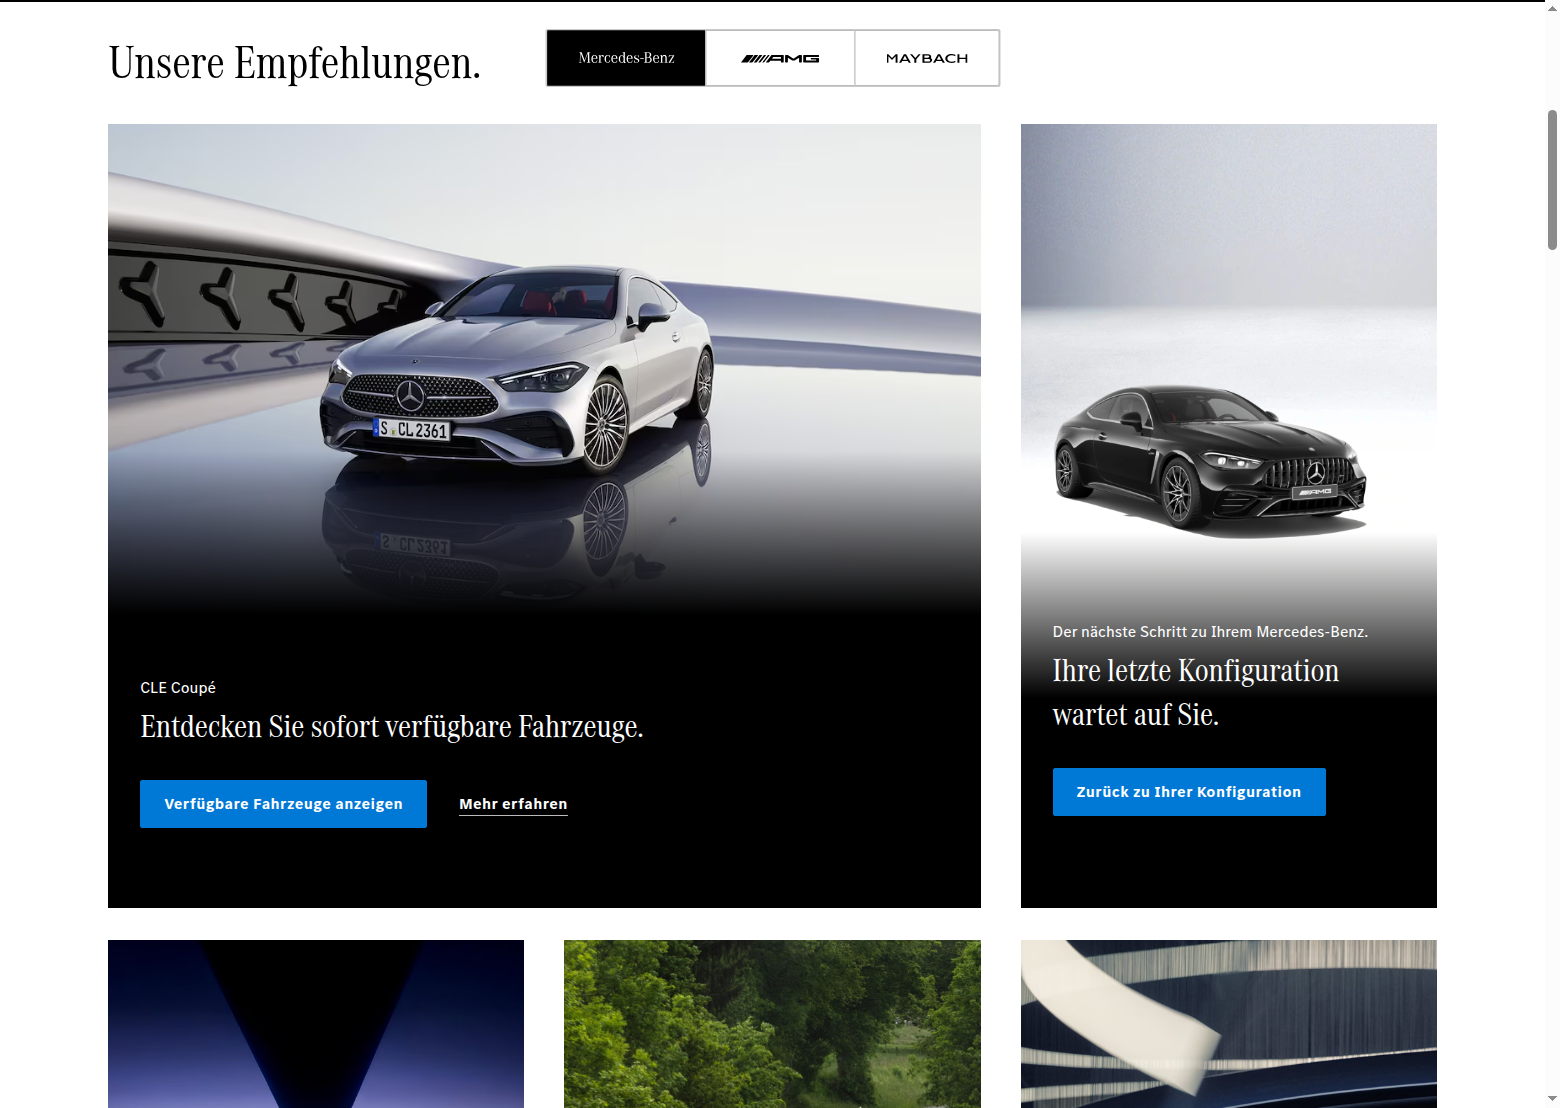 Unsere Empfehlungen.
Mercedes-Benz
AMG
MAYBACH
S CL 2361
AMG
CLE Coupé
Entdecken Sie sofort verfügbare Fahrzeuge.
Verfügbare Fahrzeuge anzeigen
Mehr erfahren
Der nächste Schritt zu Ihrem Mercedes-Benz.
Ihre letzte Konfiguration
wartet auf Sie.
Zurück zu Ihrer Konfiguration